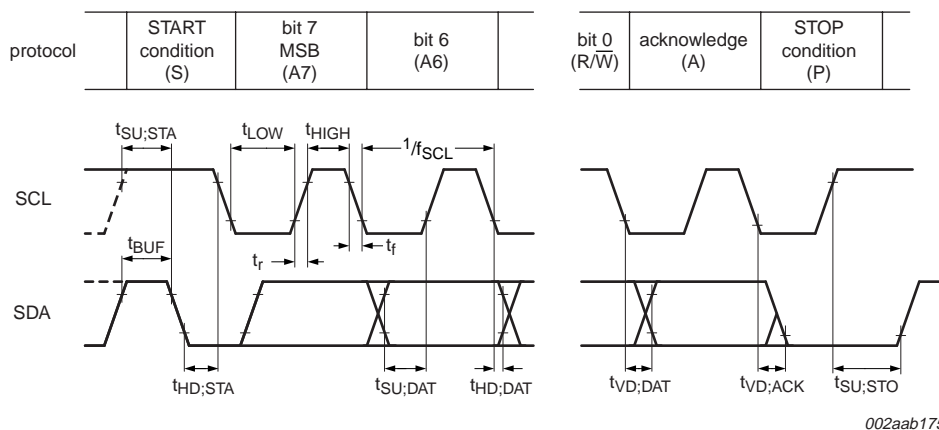 protocol
START
condition
(S)
bit 7
MSB
(A7)
bit 6
(A6)
bit 0
(R/W̅)
acknowledge
(A)
STOP
condition
(P)
tSU;STA
tLOW
tHIGH
1/fSCL
SCL
tBUF
tr
tf
SDA
tHD;STA
tSU;DAT
tHD;DAT
tVD;DAT
tVD;ACK
tSU;STO
002aab175